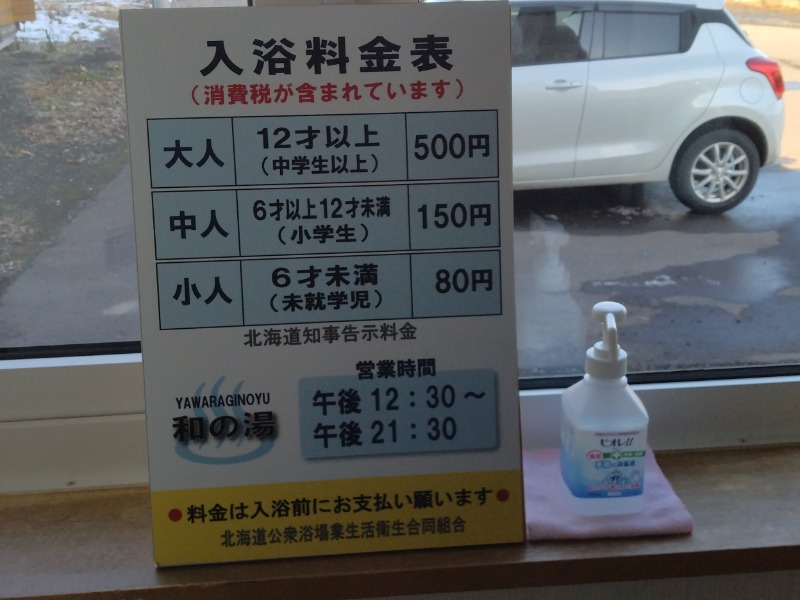 入浴料金表
（消費税が含まれています）
大人 12才以上 （中学生以上） 500円
中人 6才以上12才未満 （小学生） 150円
小人 6才未満 （未就学児） 80円
北海道知事告示料金
営業時間
午後 12：30～
午後 21：30
YAWARAGINOYU
和の湯
●料金は入浴前にお支払い願います●
北海道公衆浴場業生活衛生合同組合
ビオレu